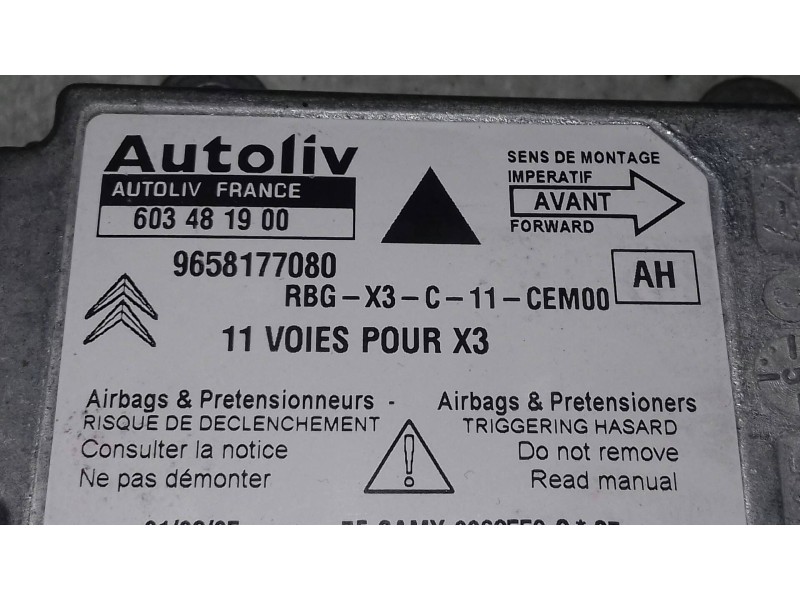 Autoliv
AUTOLIV FRANCE
603 48 19 00
SENS DE MONTAGE
IMPERATIF
AVANT
FORWARD
9658177080
AH
RBG-X3-C-11-CEM00
11 VOIES POUR X3
Airbags & Pretensionneurs -
RISQUE DE DECLENCHEMENT
Consulter la notice
Ne pas démonter
!
Airbags & Pretensioners
TRIGGERING HASARD
Do not remove
Read manual